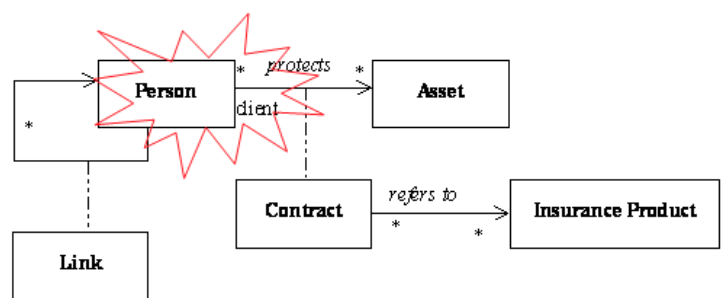 * protects *
Person
Asset
client
*
Contract
refers to
Insurance Product
* *
Link